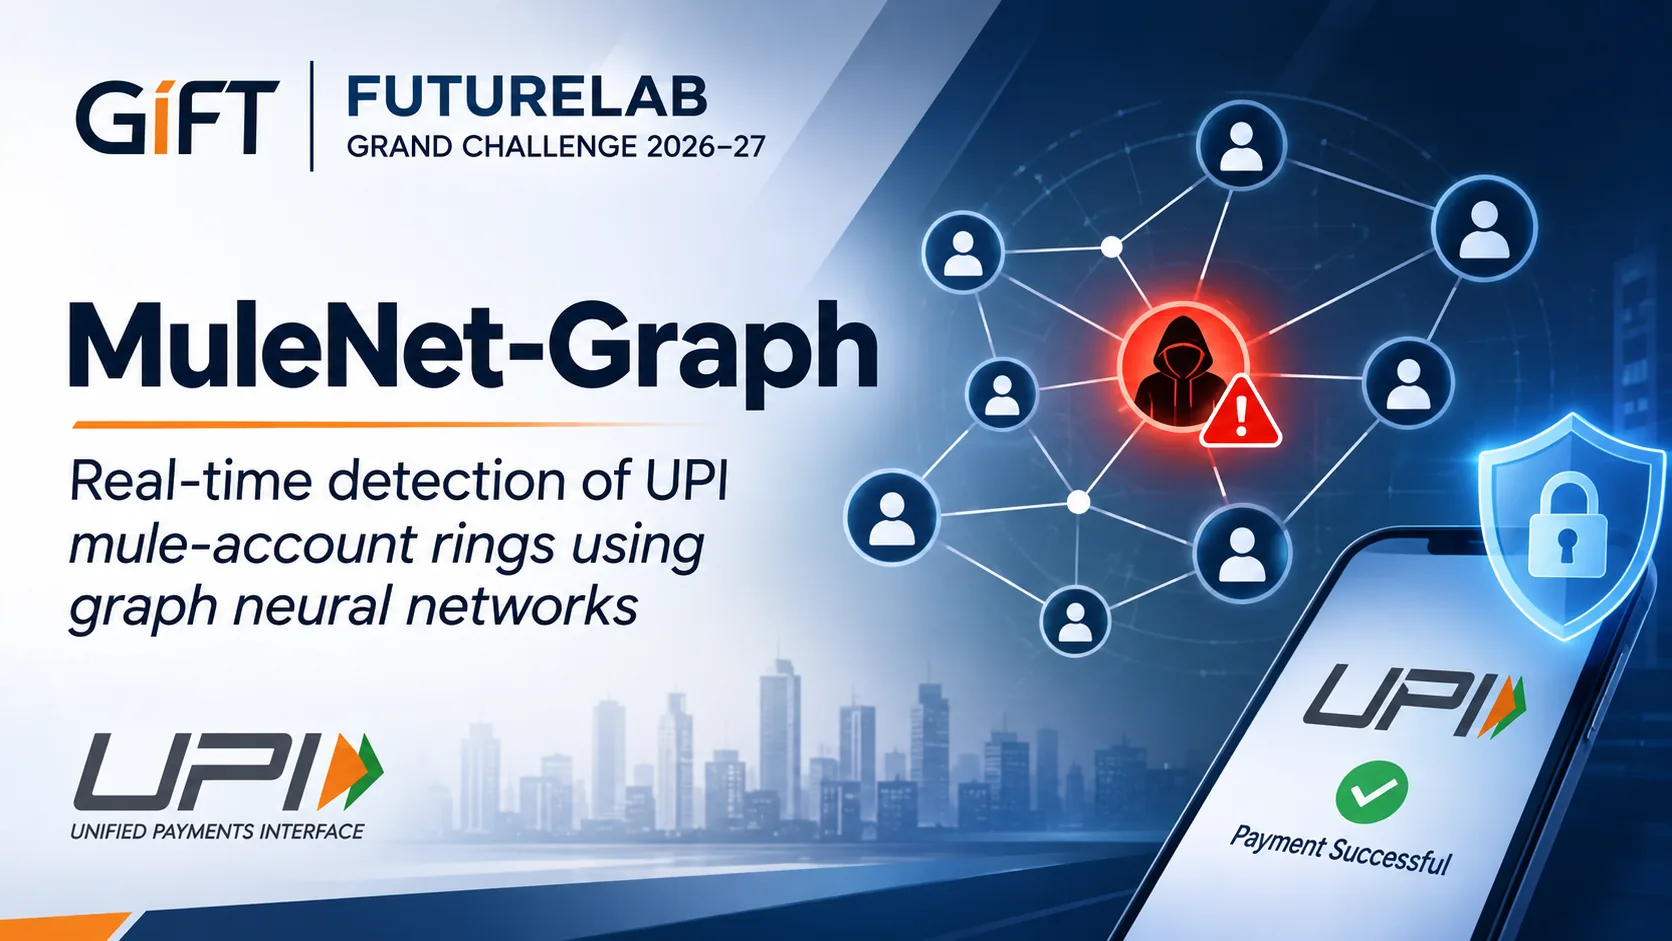 GiFT
FUTURELAB
GRAND CHALLENGE 2026–27
MuleNet-Graph
Real-time detection of UPI
mule-account rings using
graph neural networks
UPI
UNIFIED PAYMENTS INTERFACE
UPI
Payment Successful